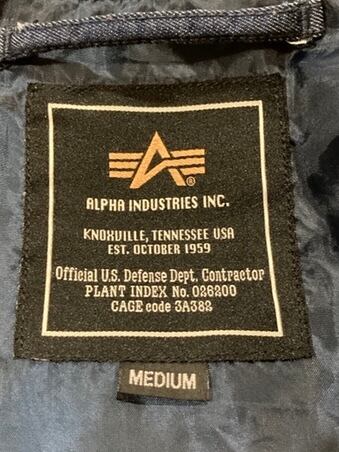 ®
ALPHA INDUSTRIES INC.
KNOXVILLE, TENNESSEE USA
EST. OCTOBER 1959
Official U.S. Defense Dept. Contractor
PLANT INDEX No. 026200
CAGE code 3A382
MEDIUM